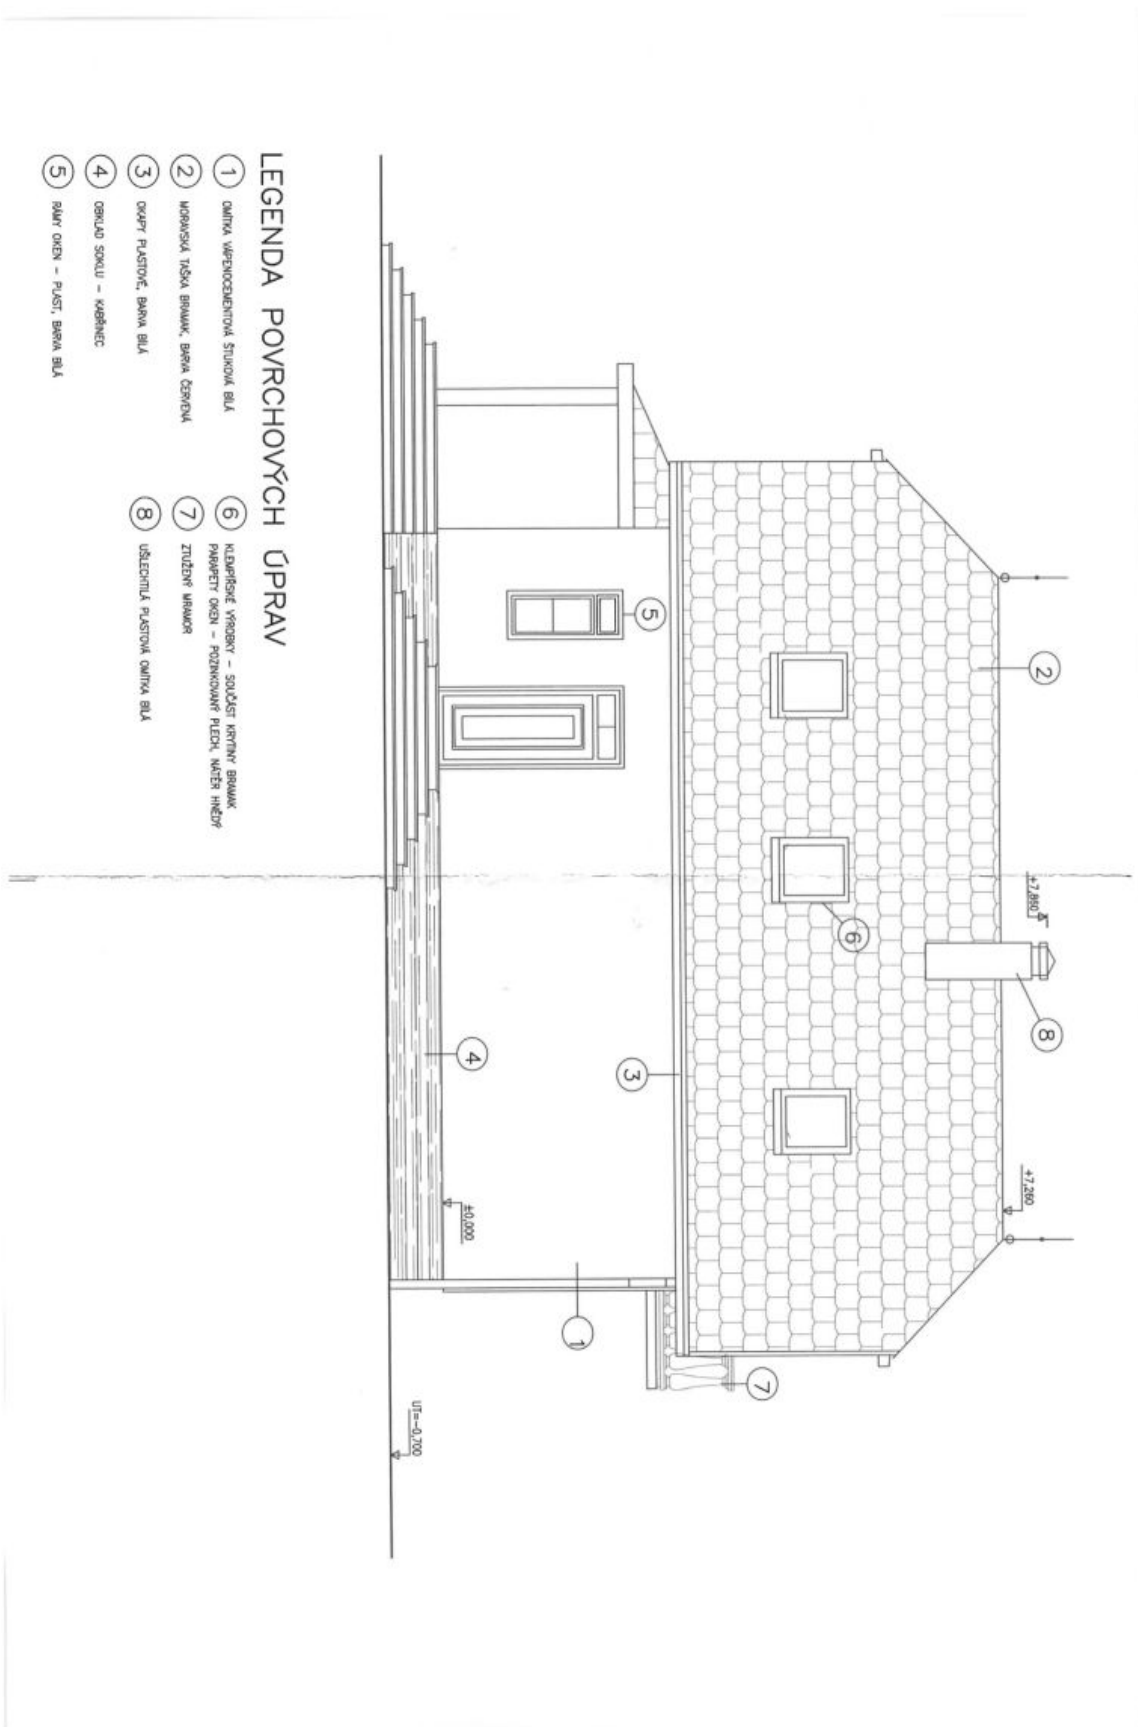 +7,850
+7,260
2
8
6
5
3
7
4
±0,000
1
UT=-0,700
LEGENDA POVRCHOVÝCH ÚPRAV
1 OMÍTKA VÁPENOCEMENTOVÁ ŠTUKOVÁ BÍLÁ
2 MORAVSKÁ TAŠKA BRAMAK, BARVA ČERVENÁ
3 OKAPY PLASTOVÉ, BARVA BÍLÁ
4 OBKLAD SOKLU – KABŘINEC
5 RÁMY OKEN – PLAST, BARVA BÍLÁ
6 KLEMPÍŘSKÉ VÝROBKY – SOUČÁST KRYTINY BRAMAK
PARAPETY OKEN – POZINKOVANÝ PLECH, NÁTĚR HNĚDÝ
7 ZTUŽENÝ MRAMOR
8 UŠLECHTILÁ PLASTOVÁ OMÍTKA BÍLÁ